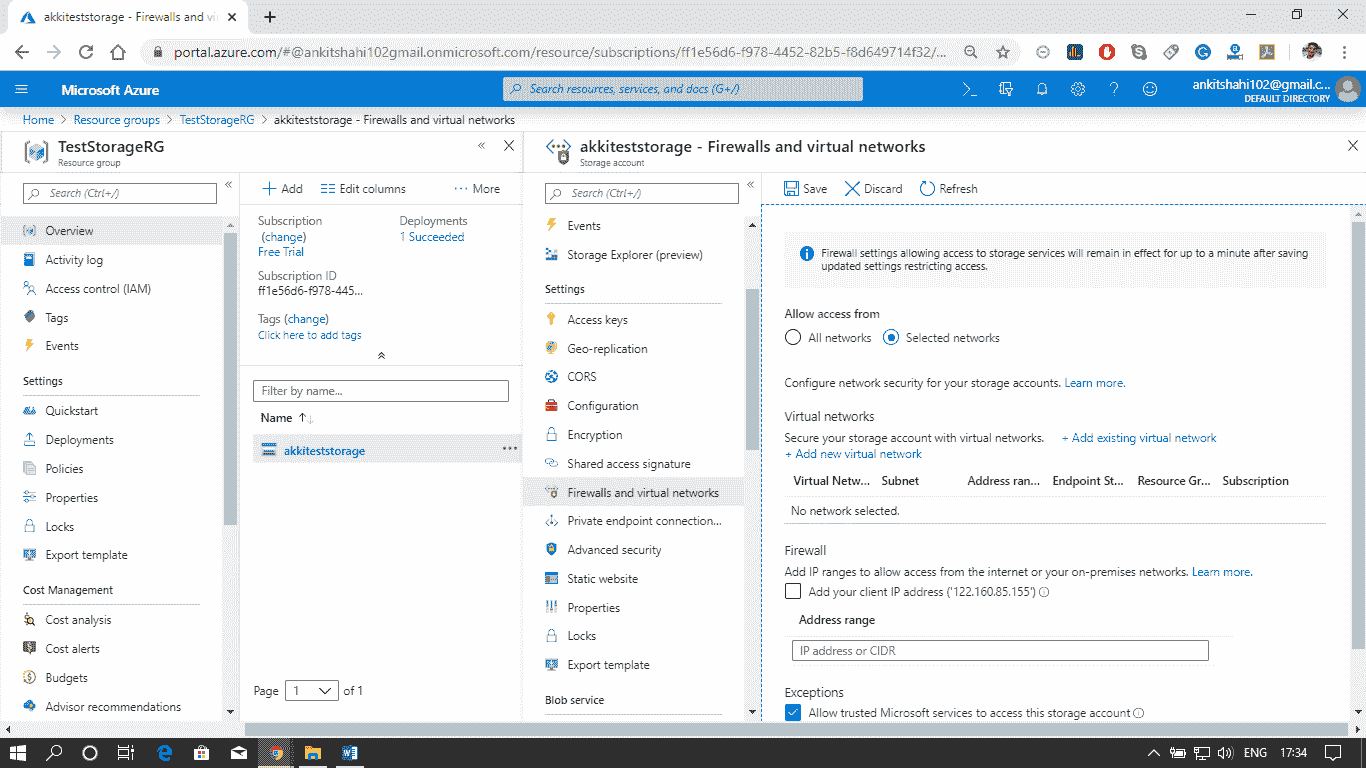 akkiteststorage - Firewalls and vi
portal.azure.com/#@ankitshahi102gmail.onmicrosoft.com/resource/subscriptions/ff1e56d6-f978-4452-82b5-f8d649714f32/...
Microsoft Azure
Search resources, services, and docs (G+/)
ankitshahi102@gmail.c...
DEFAULT DIRECTORY
Home > Resource groups > TestStorageRG > akkiteststorage - Firewalls and virtual networks
TestStorageRG
Resource group
Search (Ctrl+/)
Overview
Activity log
Access control (IAM)
Tags
Events
Settings
Quickstart
Deployments
Policies
Properties
Locks
Export template
Cost Management
Cost analysis
Cost alerts
Budgets
Advisor recommendations
Add Edit columns ··· More
Subscription
(change)
Free Trial
Deployments
1 Succeeded
Subscription ID
ff1e56d6-f978-445...
Tags (change)
Click here to add tags
Filter by name...
Name
akkiteststorage
Page 1 of 1
akkiteststorage - Firewalls and virtual networks
Storage account
Search (Ctrl+/)
Events
Storage Explorer (preview)
Settings
Access keys
Geo-replication
CORS
Configuration
Encryption
Shared access signature
Firewalls and virtual networks
Private endpoint connection...
Advanced security
Static website
Properties
Locks
Export template
Blob service
Save Discard Refresh
Firewall settings allowing access to storage services will remain in effect for up to a minute after saving
updated settings restricting access.
Allow access from
All networks Selected networks
Configure network security for your storage accounts. Learn more.
Virtual networks
Secure your storage account with virtual networks. + Add existing virtual network
+ Add new virtual network
Virtual Netw... Subnet Address ran... Endpoint St... Resource Gr... Subscription
No network selected.
Firewall
Add IP ranges to allow access from the internet or your on-premises networks. Learn more.
Add your client IP address ('122.160.85.155')
Address range
IP address or CIDR
Exceptions
Allow trusted Microsoft services to access this storage account
ENG 17:34